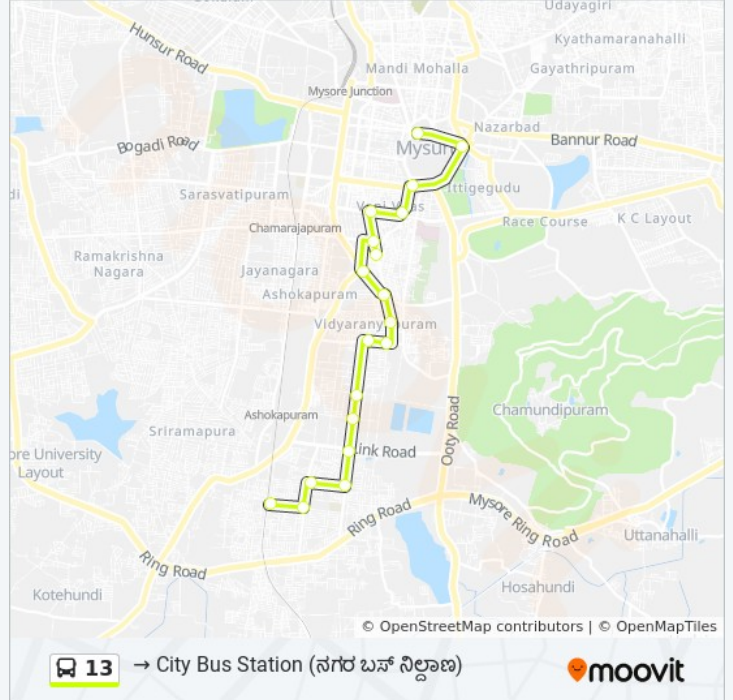 Udayagiri
Kyathamaranahalli
Hunsur Road
Mandi Mohalla
Gayathripuram
Mysore Junction
Nazarbad
Bannur Road
Bogadi Road
Mysuru
Sarasvatipuram
Ittigegudu
Vani Vilas
Race Course
K C Layout
Chamarajapuram
Ramakrishna
Nagara
Jayanagara
Ashokapuram
Vidyaranyapuram
Chamundipuram
Ashokapuram
Sriramapura
Ooty Road
Link Road
ore University
Layout
Ring Road
Mysore Ring Road
Uttanahalli
Ring Road
Hosahundi
Kotehundi
© OpenStreetMap contributors | © OpenMapTiles
13 → City Bus Station (ನಗರ ಬಸ್ ನಿಲ್ದಾಣ)
moovit